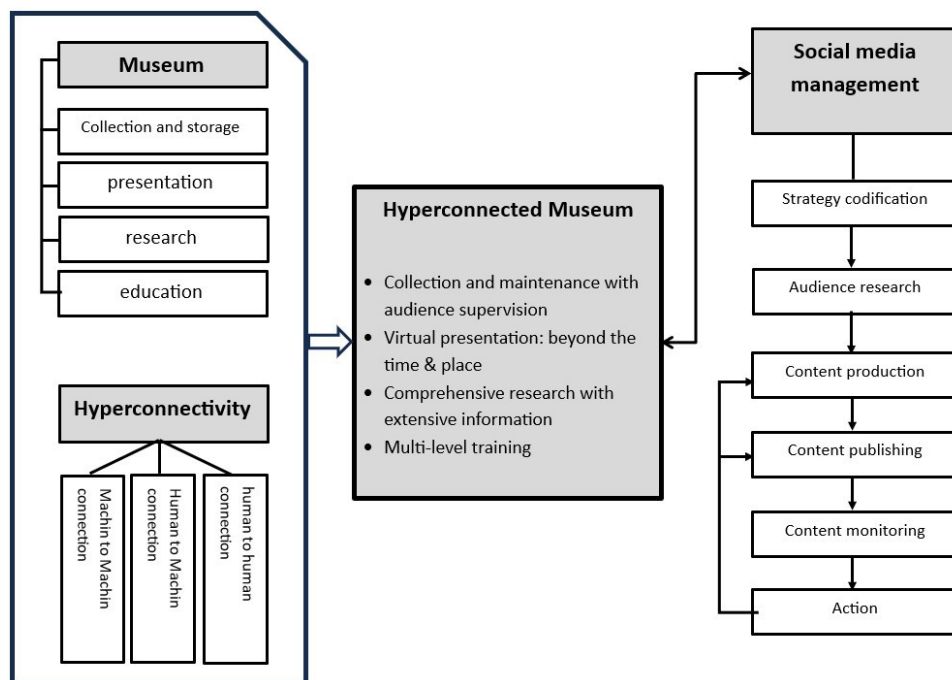 Museum
Collection and storage
presentation
research
education
Hyperconnectivity
Machin to Machin
connection
Human to Machin
connection
human to human
connection
Hyperconnected Museum
• Collection and maintenance with
audience supervision
• Virtual presentation: beyond the
time & place
• Comprehensive research with
extensive information
• Multi-level training
Social media
management
Strategy codification
Audience research
Content production
Content publishing
Content monitoring
Action